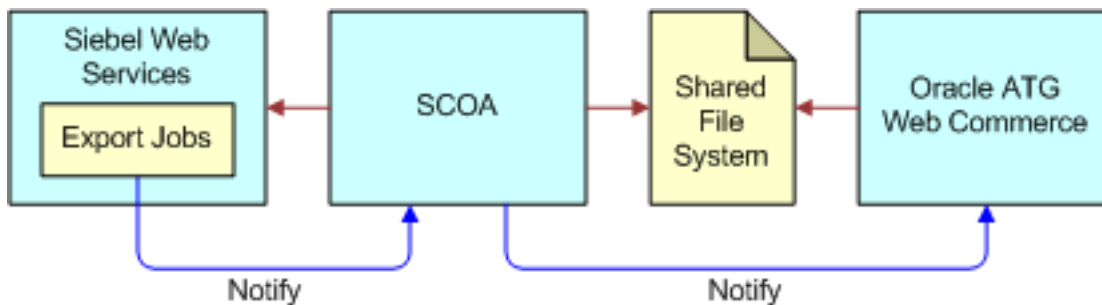 Siebel Web
Services
Export Jobs
SCOA
Shared
File
System
Oracle ATG
Web Commerce
Notify
Notify